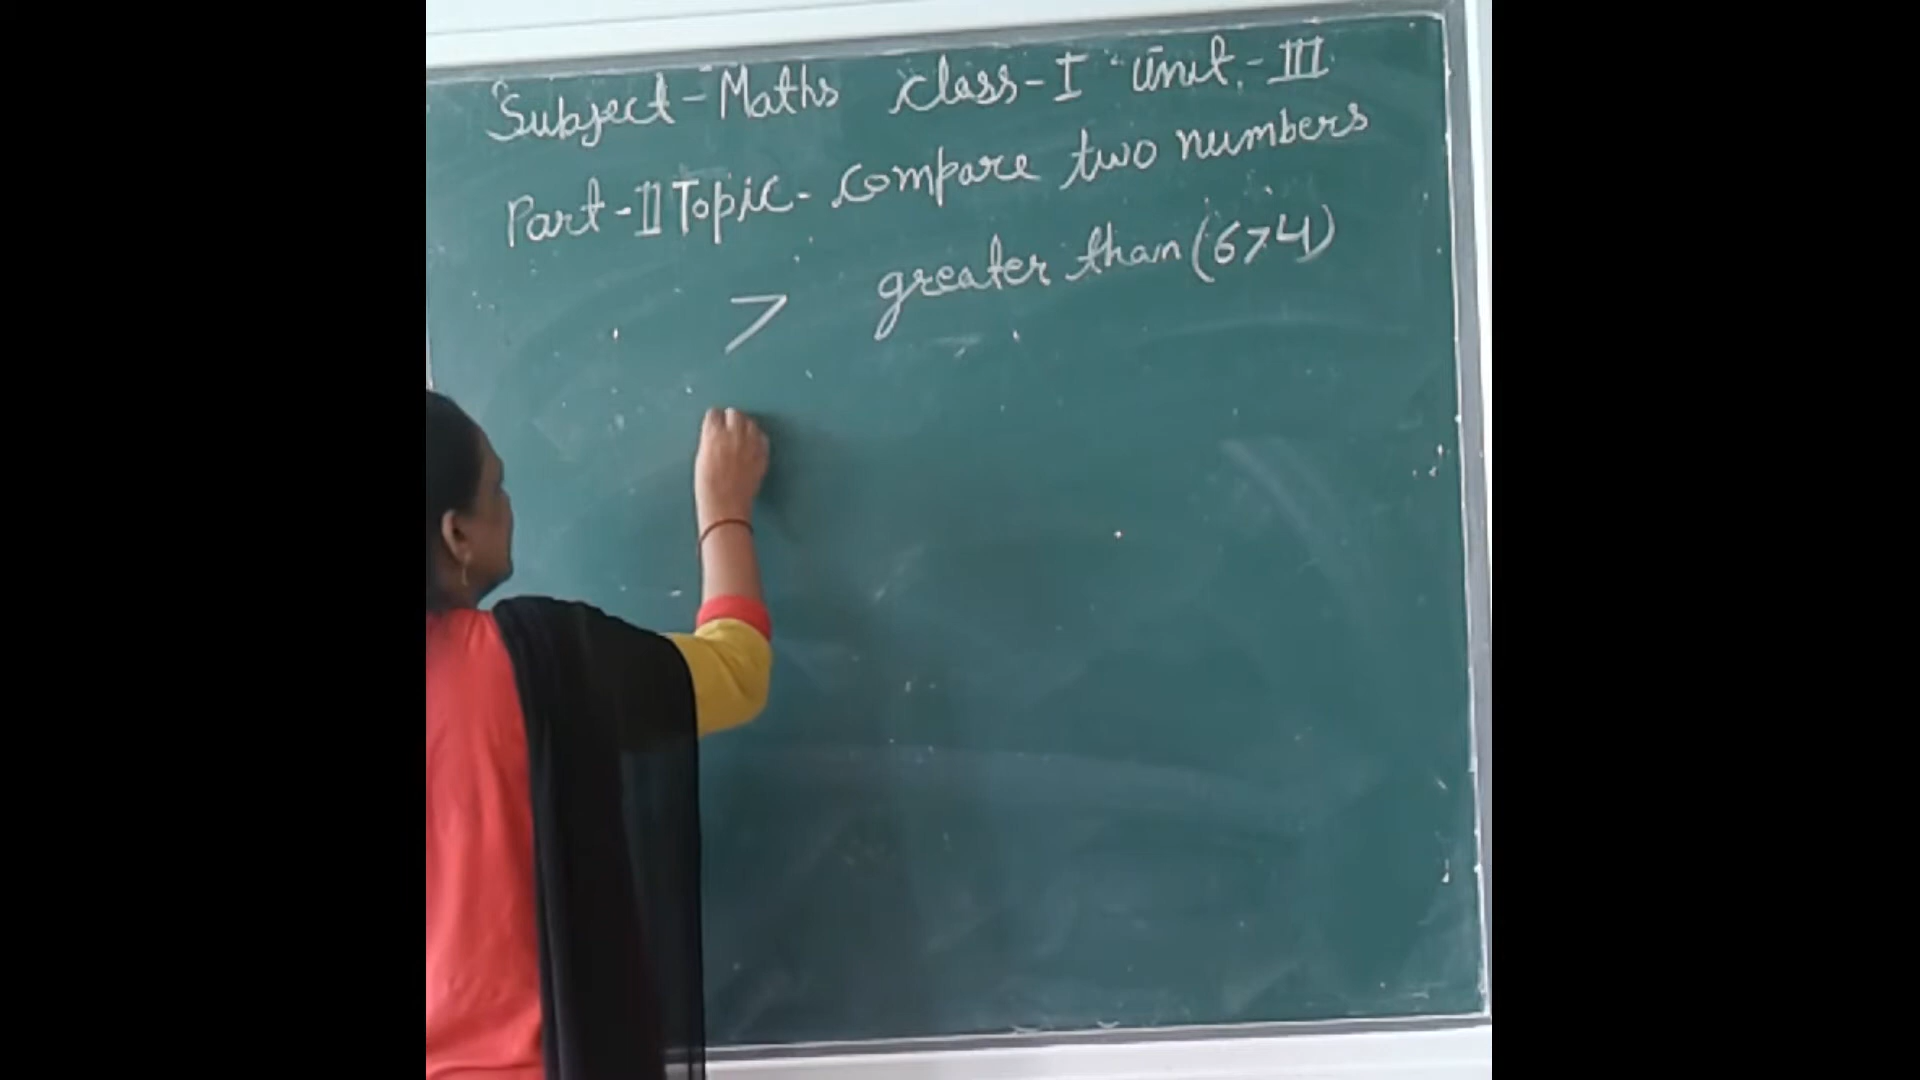 Subject-Maths class-I Unit-III
Part-II Topic- compare two numbers
> greater than (6>4)